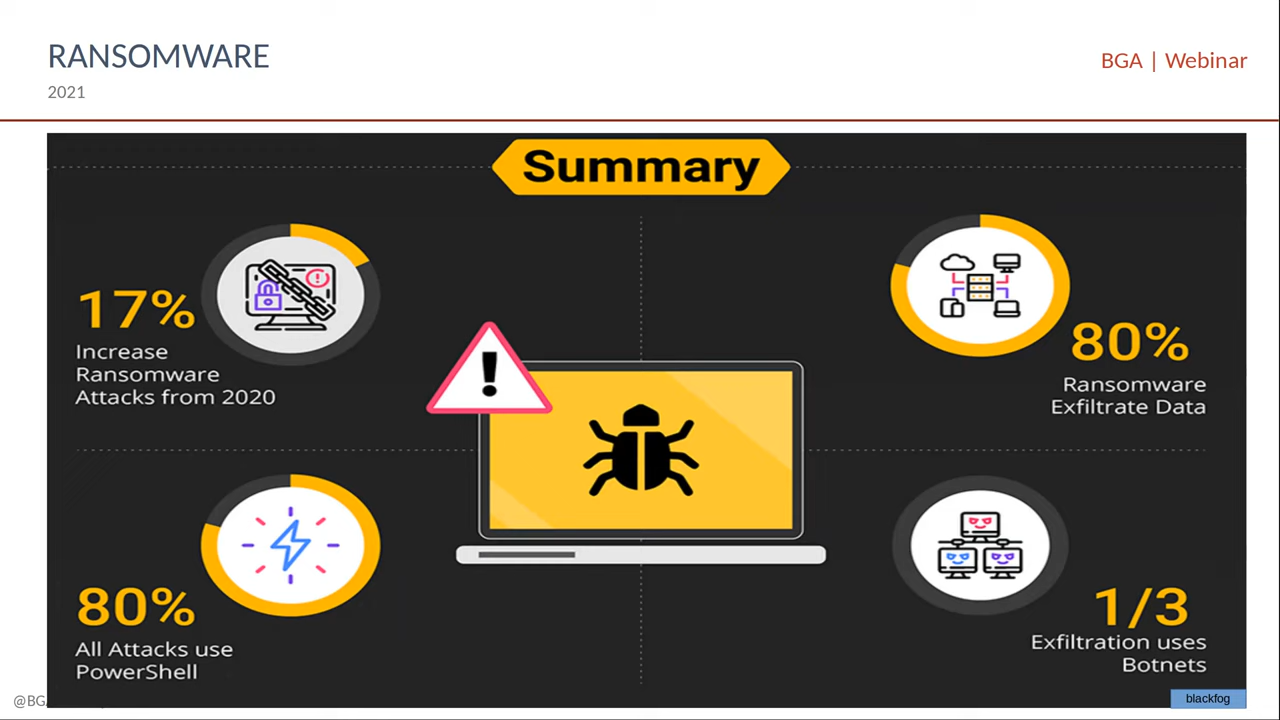 RANSOMWARE
BGA | Webinar
2021
Summary
17%
Increase
Ransomware
Attacks from 2020
80%
Ransomware
Exfiltrate Data
80%
All Attacks use
PowerShell
1/3
Exfiltration uses
Botnets
blackfog